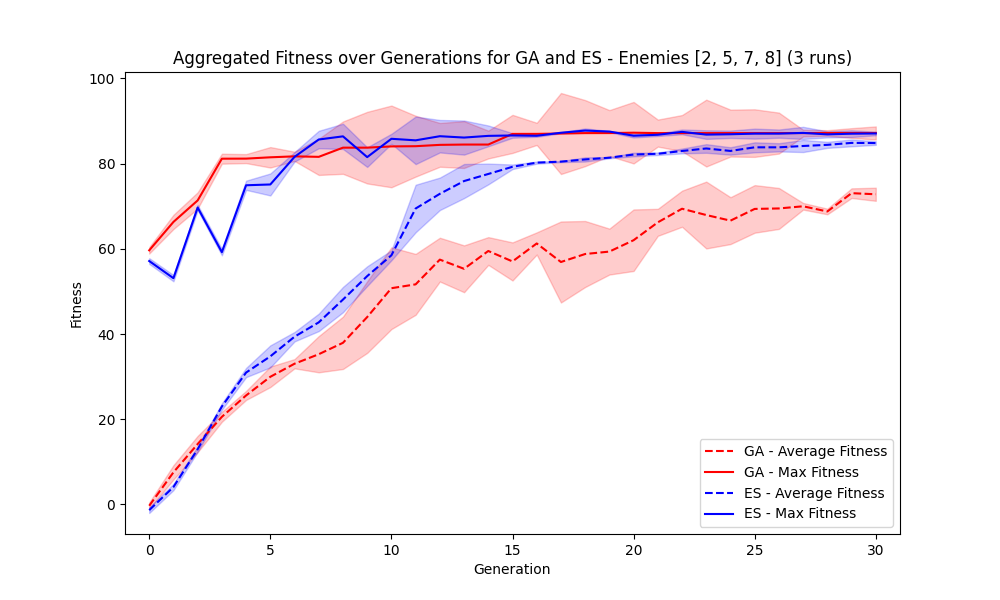 Aggregated Fitness over Generations for GA and ES - Enemies [2, 5, 7, 8] (3 runs)
100
80
60
40
20
0
Fitness
0 5 10 15 20 25 30
Generation
GA - Average Fitness
GA - Max Fitness
ES - Average Fitness
ES - Max Fitness